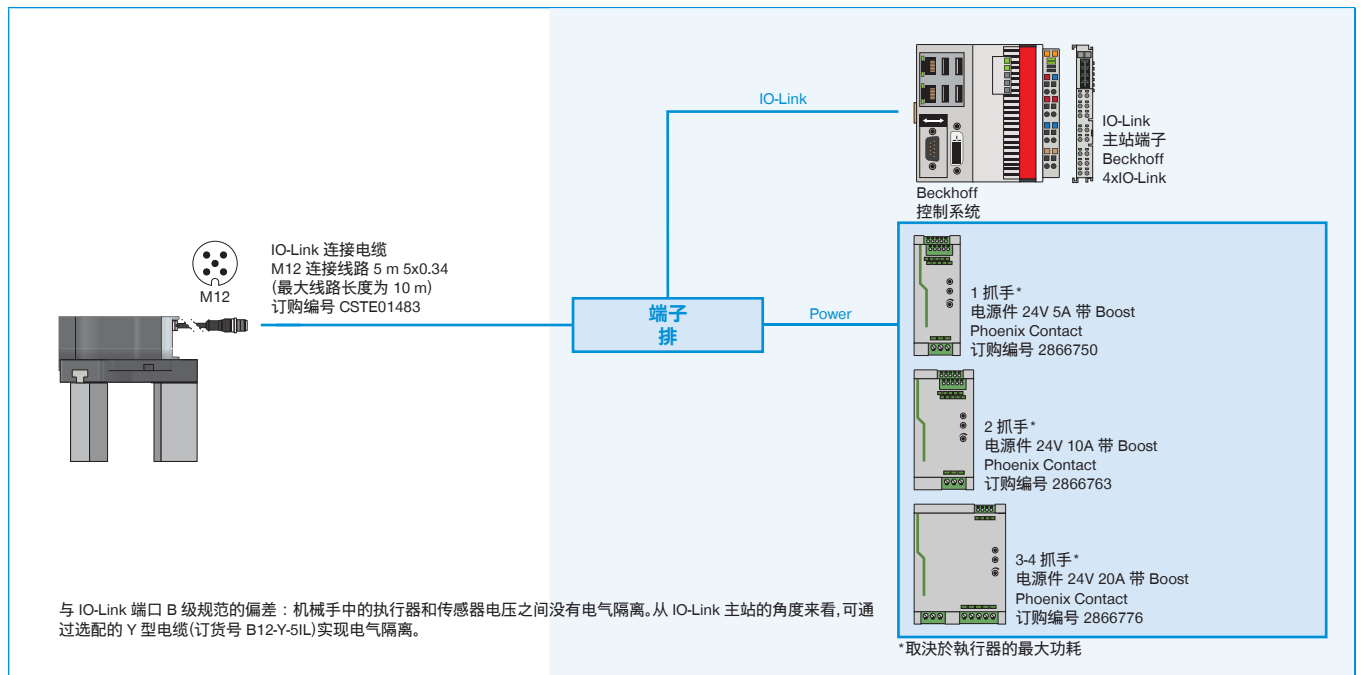 IO-Link
IO-Link
主站端子
Beckhoff
4xIO-Link
Beckhoff
控制系统
M12
IO-Link 连接电缆
M12 连接线路 5 m 5x0.34
(最大线路长度为 10 m)
订购编号 CSTE01483
端子
排
Power
1 抓手*
电源件 24V 5A 带 Boost
Phoenix Contact
订购编号 2866750
2 抓手*
电源件 24V 10A 带 Boost
Phoenix Contact
订购编号 2866763
3-4 抓手*
电源件 24V 20A 带 Boost
Phoenix Contact
订购编号 2866776
*取決於執行器的最大功耗
与 IO-Link 端口 B 级规范的偏差：机械手中的执行器和传感器电压之间没有电气隔离。从 IO-Link 主站的角度来看,可通
过选配的 Y 型电缆(订货号 B12-Y-5IL)实现电气隔离。